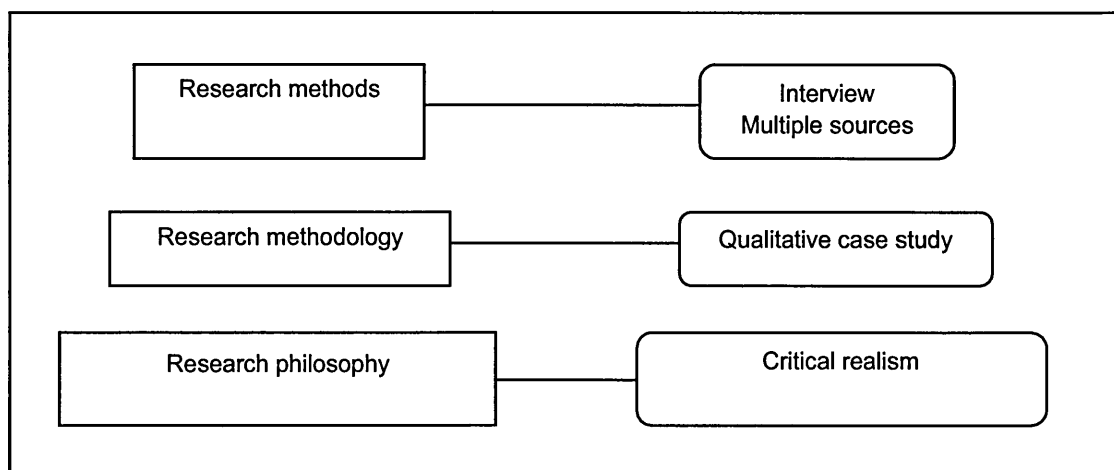 Research methods
Interview
Multiple sources
Research methodology
Qualitative case study
Research philosophy
Critical realism